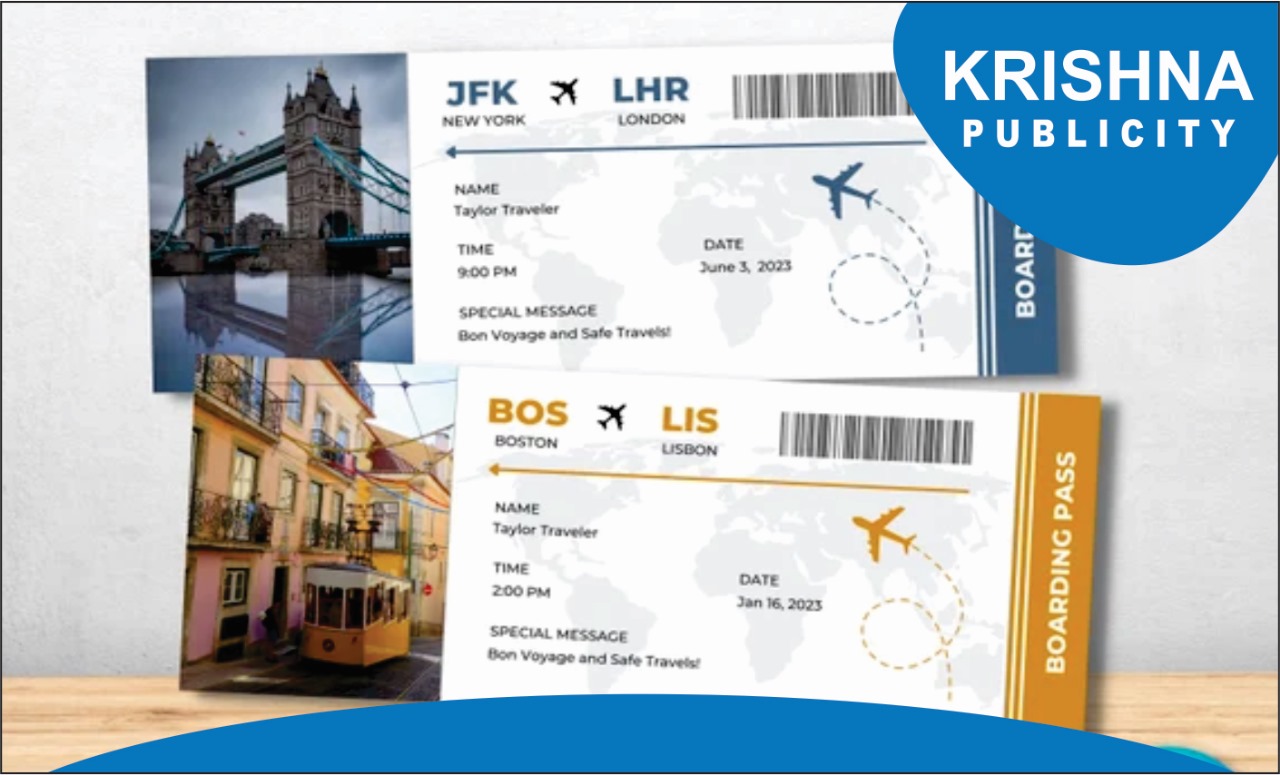 KRISHNA
PUBLICITY
JFK LHR
NEW YORK LONDON
NAME
Taylor Traveler
TIME DATE
9:00 PM June 3, 2023
SPECIAL MESSAGE
Bon Voyage and Safe Travels!
BOARD
BOS LIS
BOSTON LISBON
NAME
Taylor Traveler
TIME DATE
2:00 PM Jan 16, 2023
SPECIAL MESSAGE
Bon Voyage and Safe Travels!
BOARDING PASS